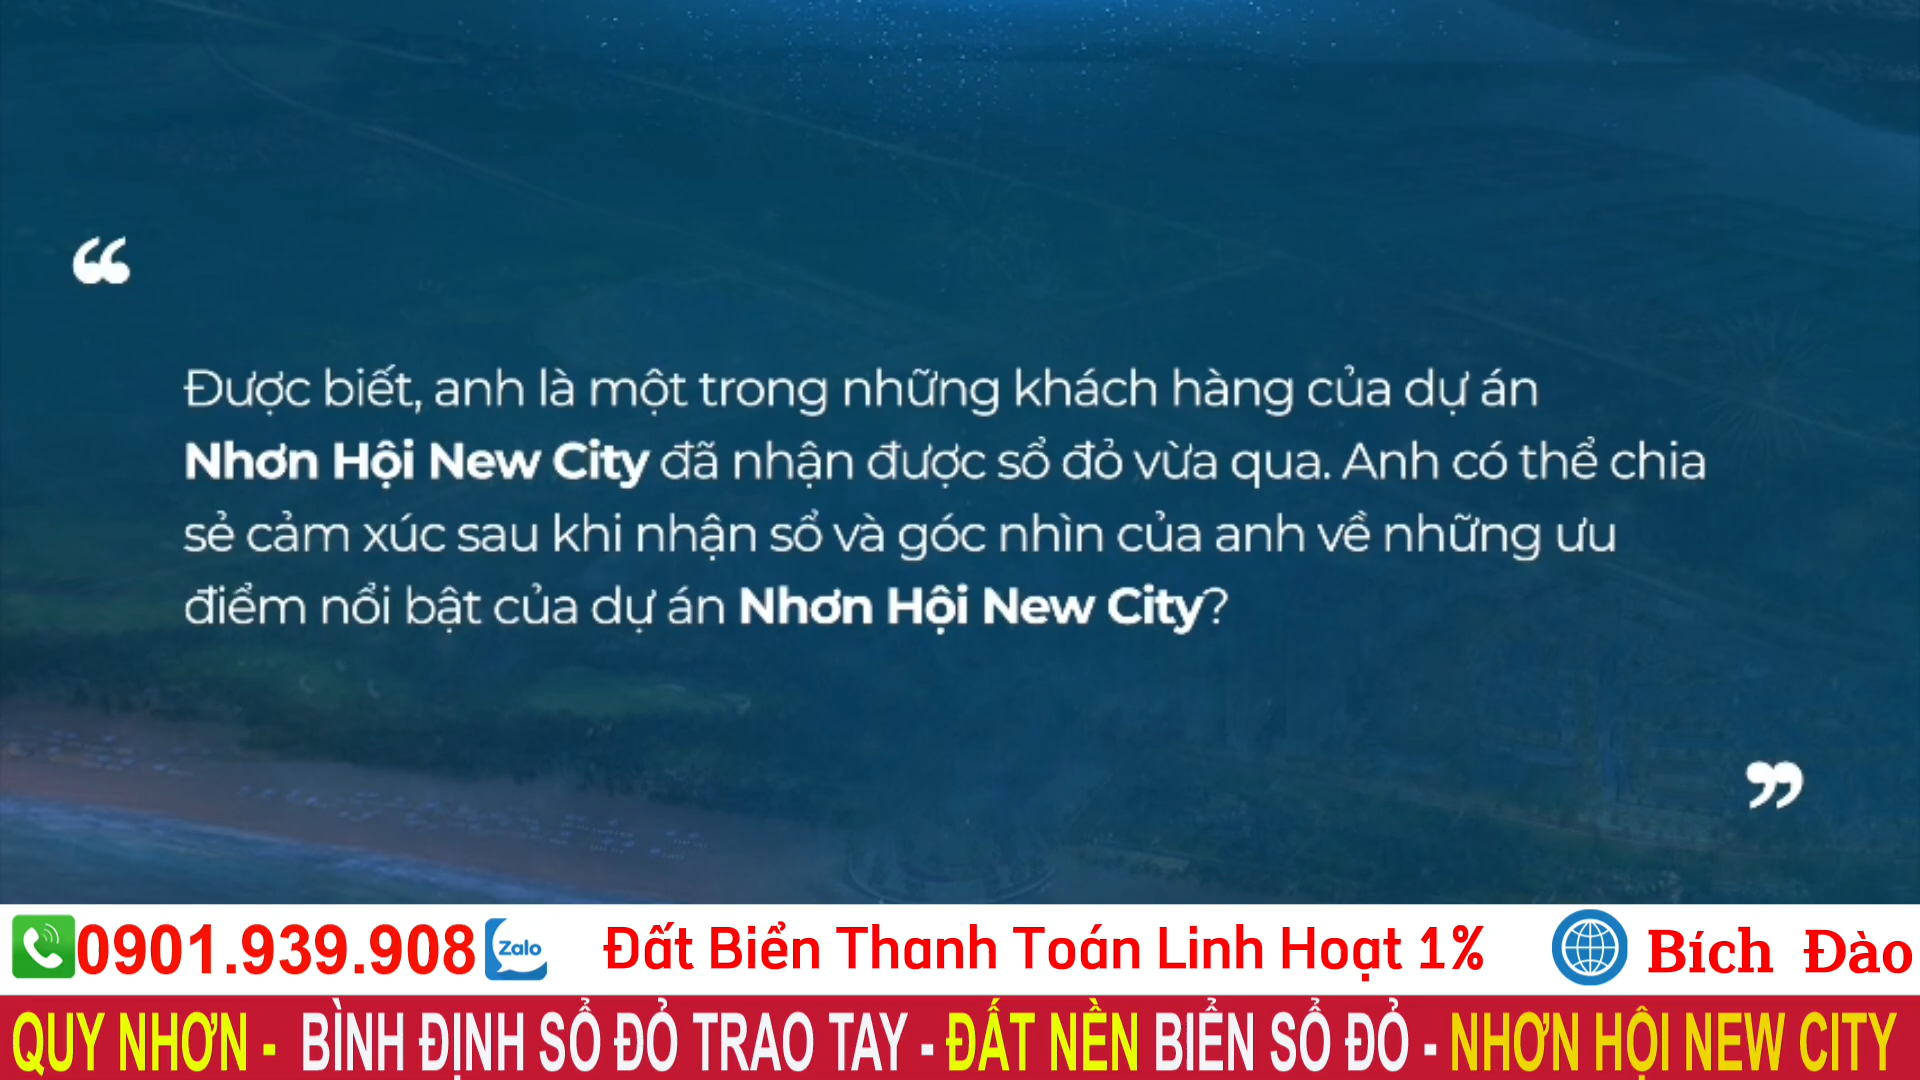 “
Được biết, anh là một trong những khách hàng của dự án
Nhơn Hội New City đã nhận được sổ đỏ vừa qua. Anh có thể chia
sẻ cảm xúc sau khi nhận sổ và góc nhìn của anh về những ưu
điểm nổi bật của dự án Nhơn Hội New City?
”
0901.939.908 Zalo Đất Biển Thanh Toán Linh Hoạt 1% Bích Đào
QUY NHƠN - BÌNH ĐỊNH SỔ ĐỎ TRAO TAY - ĐẤT NỀN BIỂN SỔ ĐỎ - NHƠN HỘI NEW CITY